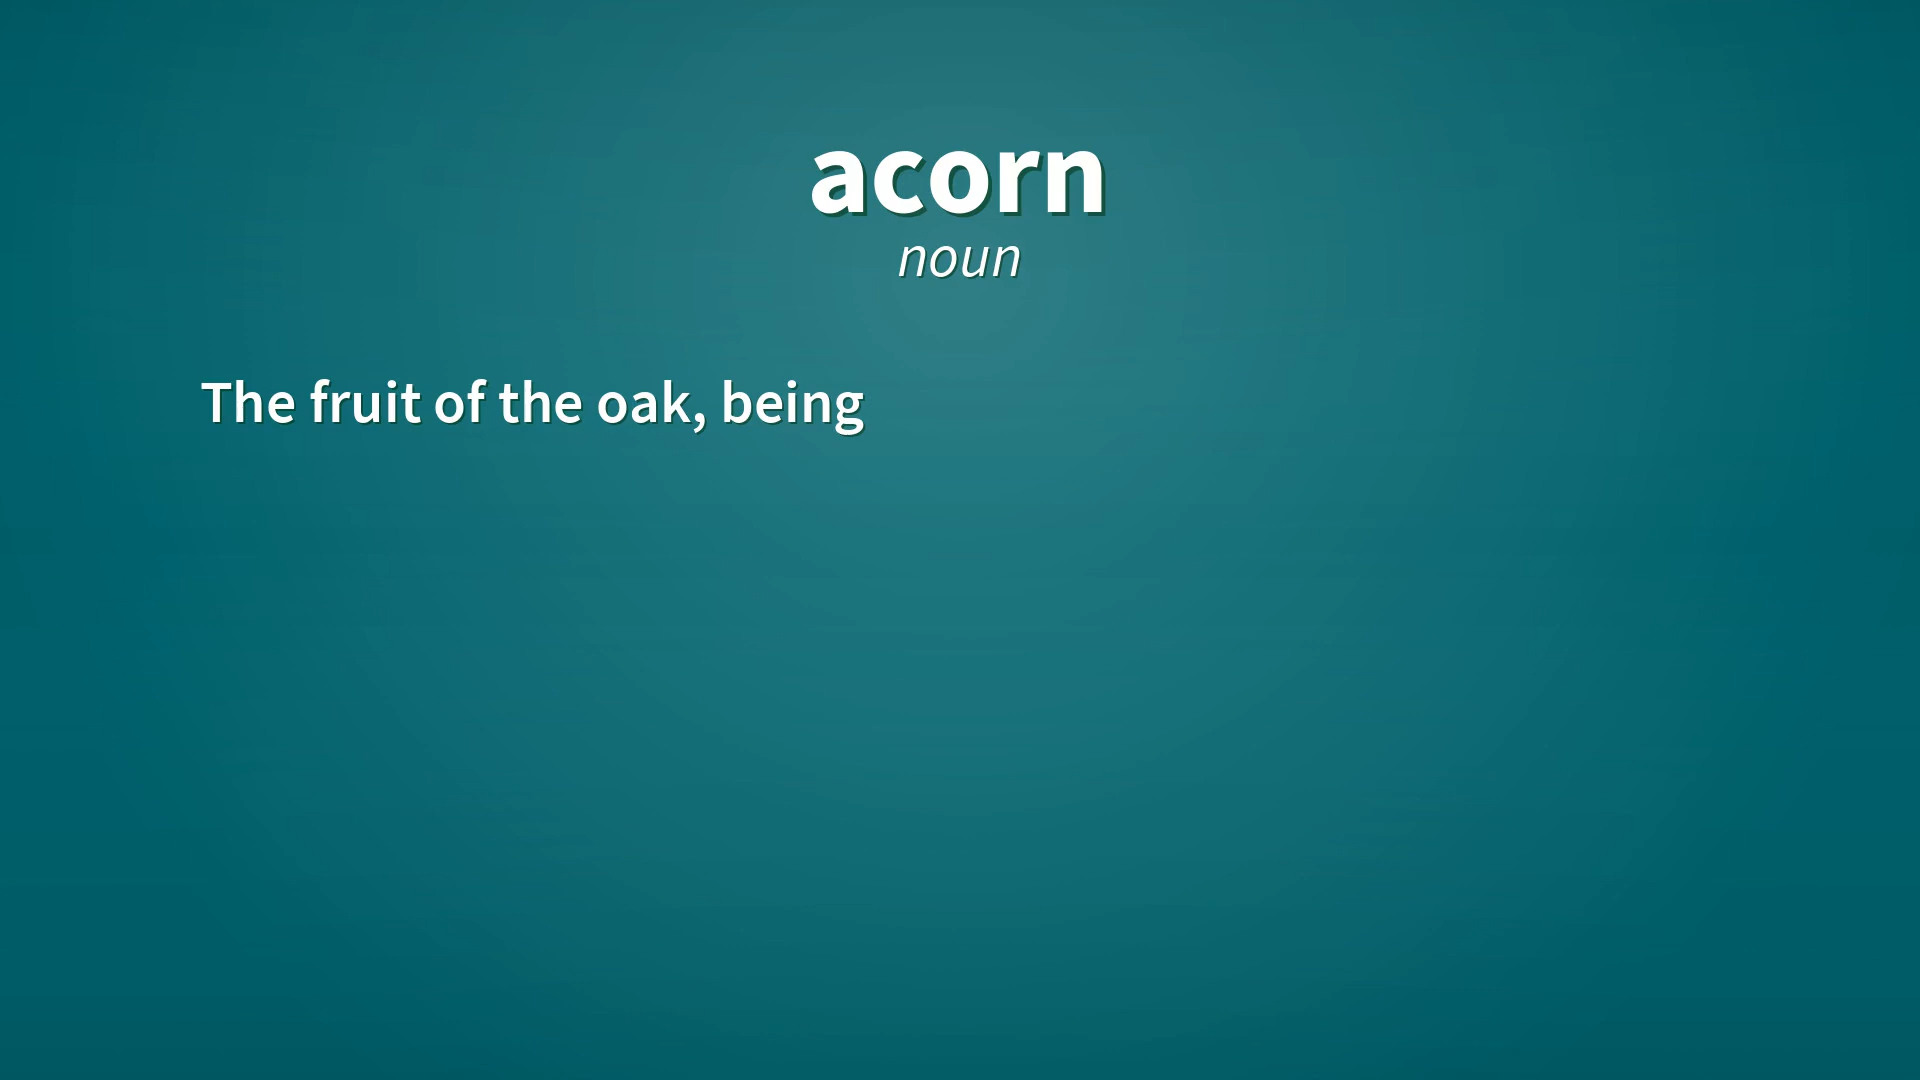 acorn
noun
The fruit of the oak, being